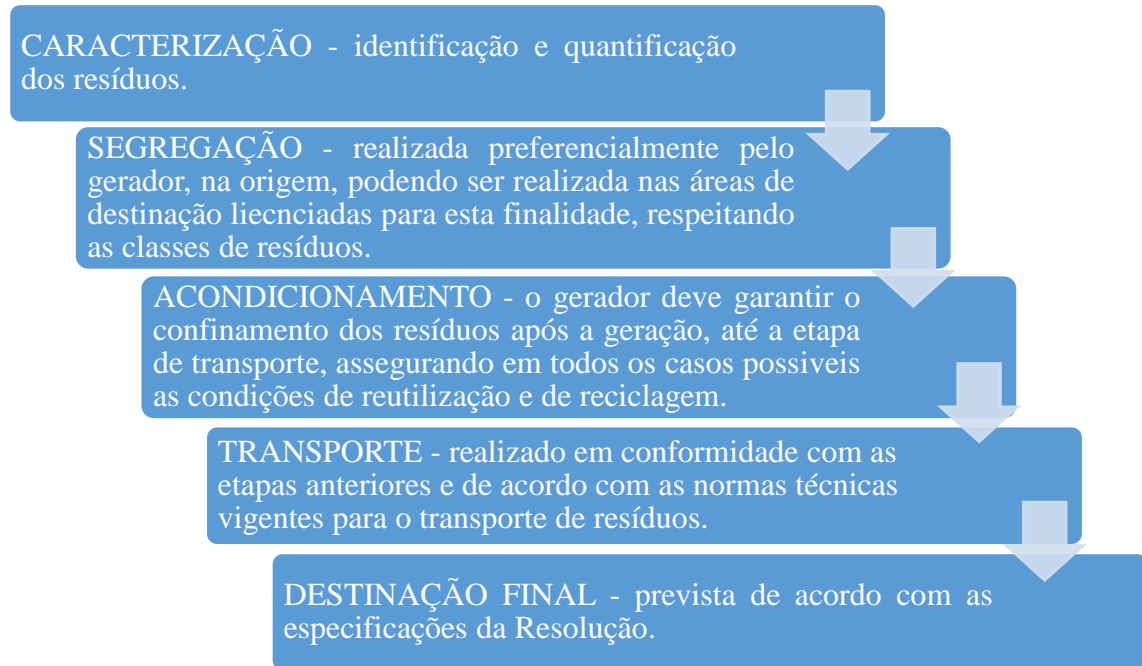 CARACTERIZAÇÃO - identificação e quantificação
dos resíduos.
SEGREGAÇÃO - realizada preferencialmente pelo
gerador, na origem, podendo ser realizada nas áreas de
destinação liecnciadas para esta finalidade, respeitando
as classes de resíduos.
ACONDICIONAMENTO - o gerador deve garantir o
confinamento dos resíduos após a geração, até a etapa
de transporte, assegurando em todos os casos possiveis
as condições de reutilização e de reciclagem.
TRANSPORTE - realizado em conformidade com as
etapas anteriores e de acordo com as normas técnicas
vigentes para o transporte de resíduos.
DESTINAÇÃO FINAL - prevista de acordo com as
especificações da Resolução.